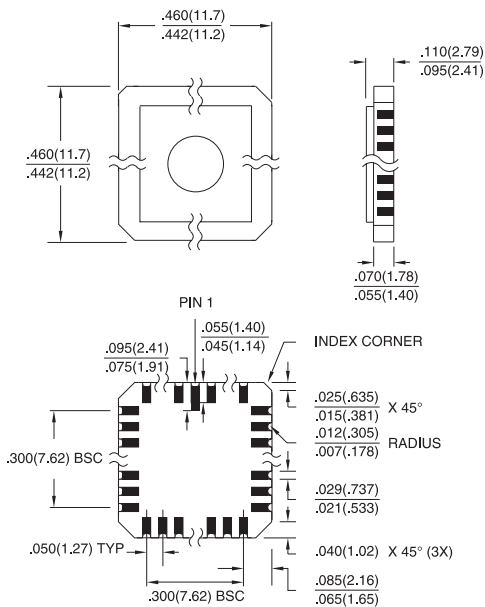 .460(11.7)
.442(11.2)
.110(2.79)
.095(2.41)
.460(11.7)
.442(11.2)
.070(1.78)
.055(1.40)
PIN 1
.055(1.40)
.045(1.14)
INDEX CORNER
.095(2.41)
.075(1.91)
.025(.635)
.015(.381)
X 45°
.012(.305)
.007(.178)
RADIUS
.300(7.62) BSC
.029(.737)
.021(.533)
.050(1.27) TYP
.040(1.02) X 45° (3X)
.300(7.62) BSC
.085(2.16)
.065(1.65)